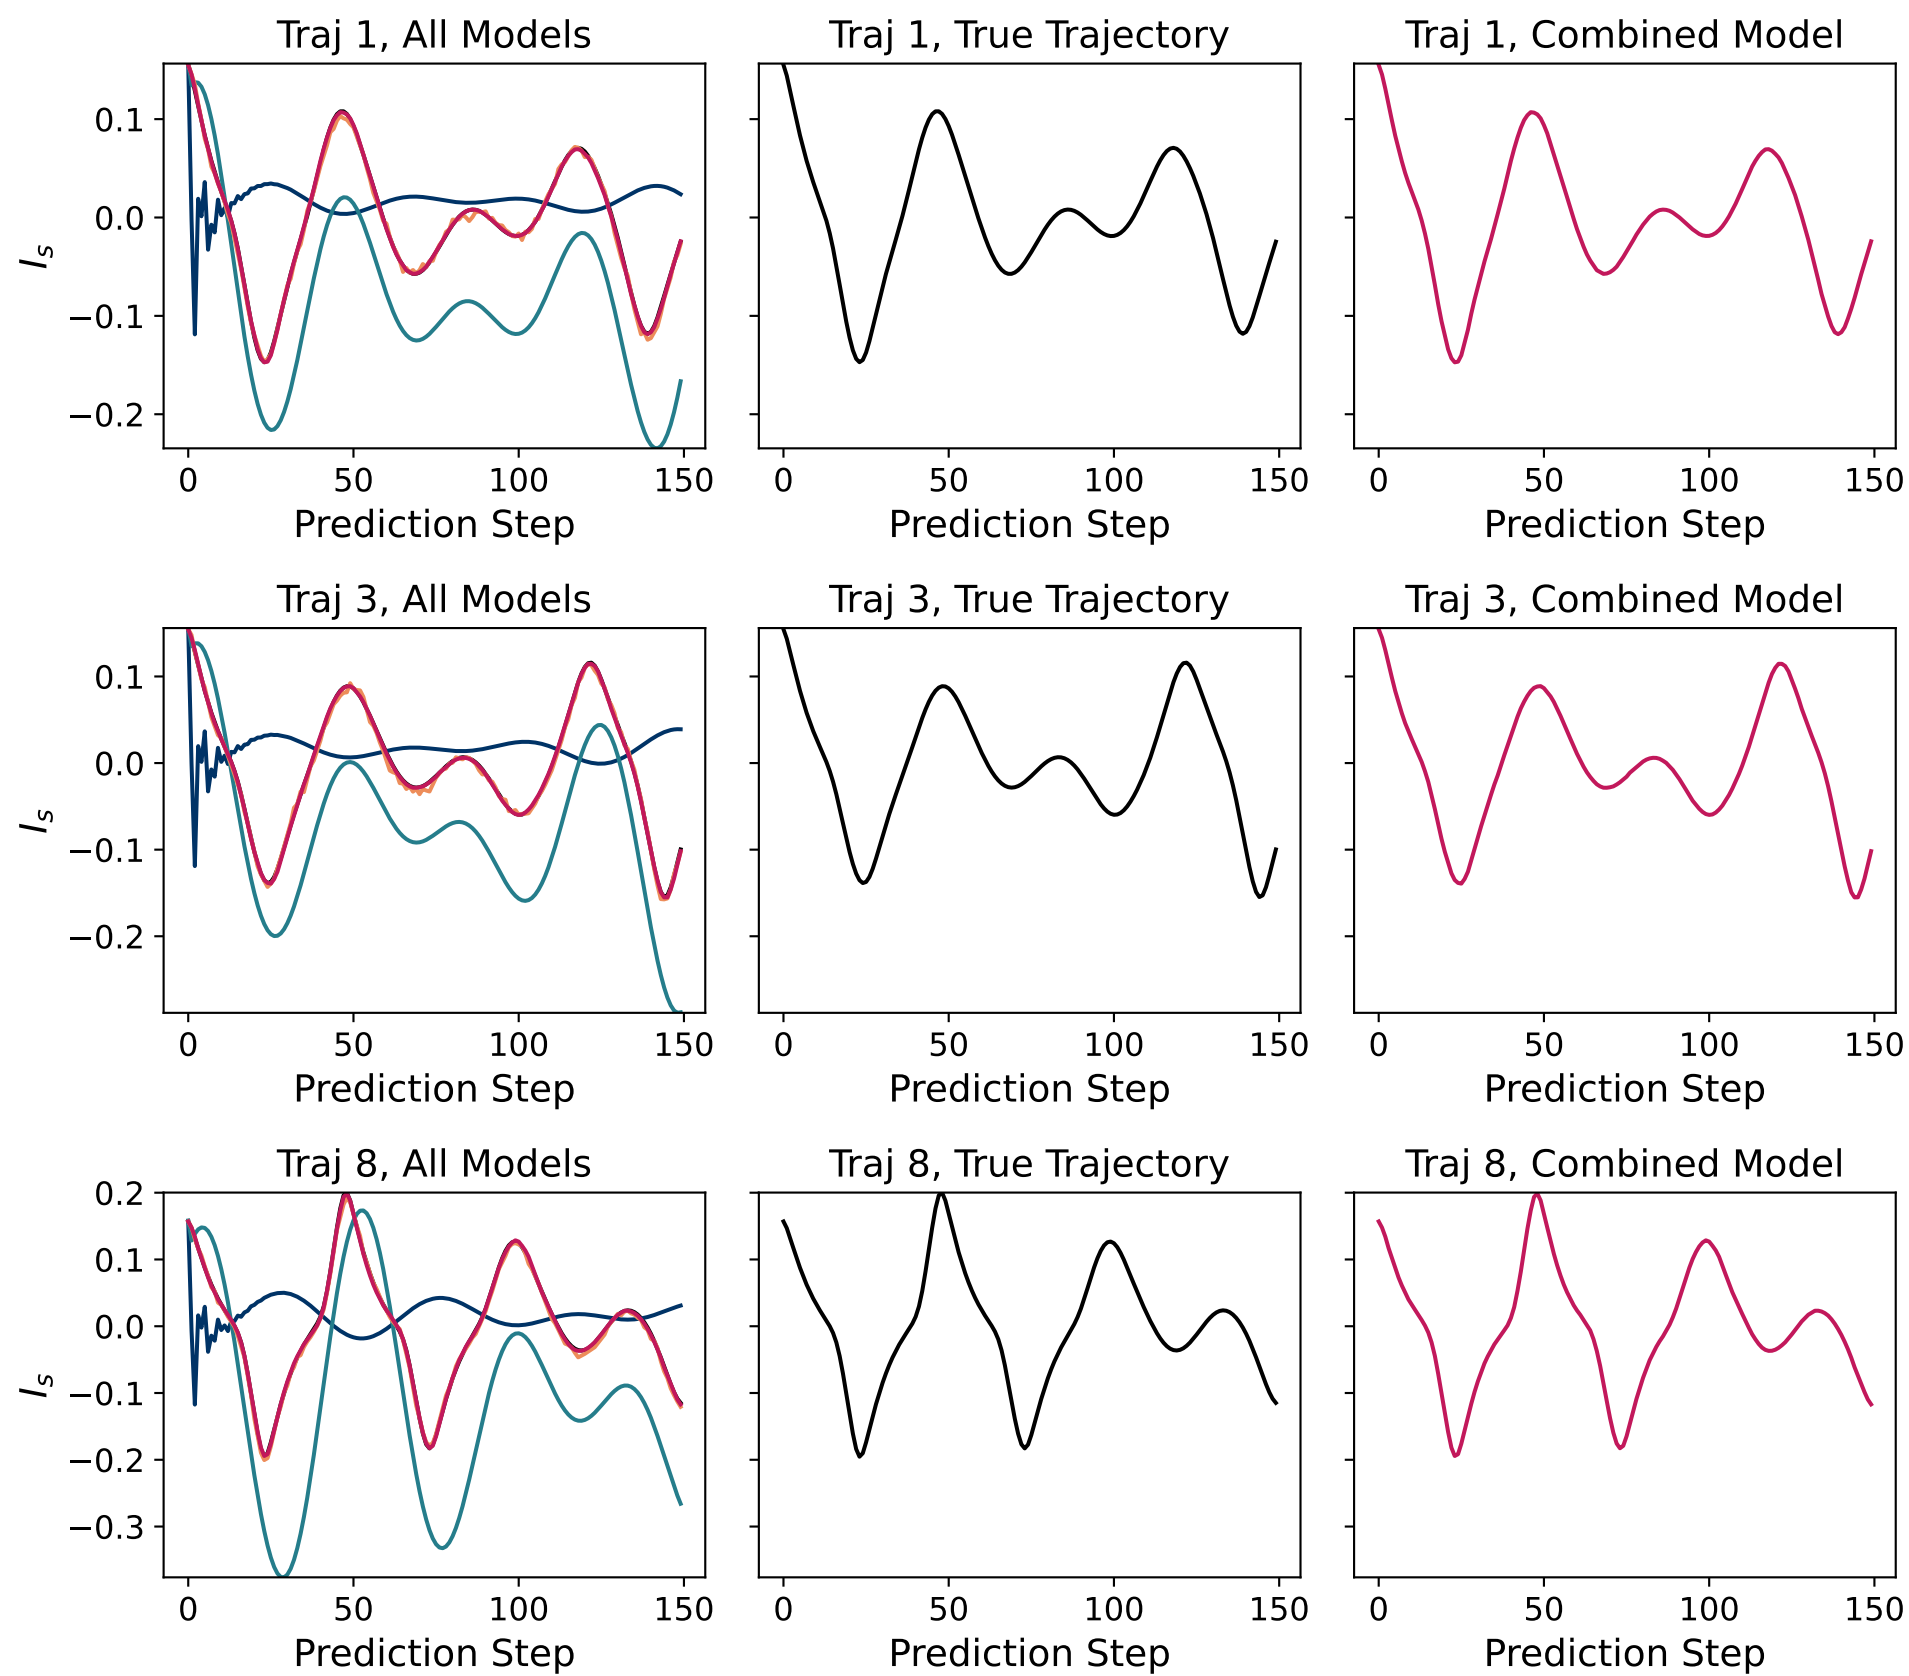 Traj 1, All Models
Traj 1, True Trajectory
Traj 1, Combined Model
0.1
0.0
−0.1
−0.2
I_s
0 50 100 150
0 50 100 150
0 50 100 150
Prediction Step
Prediction Step
Prediction Step
Traj 3, All Models
Traj 3, True Trajectory
Traj 3, Combined Model
0.1
0.0
−0.1
−0.2
I_s
0 50 100 150
0 50 100 150
0 50 100 150
Prediction Step
Prediction Step
Prediction Step
Traj 8, All Models
Traj 8, True Trajectory
Traj 8, Combined Model
0.2
0.1
0.0
−0.1
−0.2
−0.3
I_s
0 50 100 150
0 50 100 150
0 50 100 150
Prediction Step
Prediction Step
Prediction Step